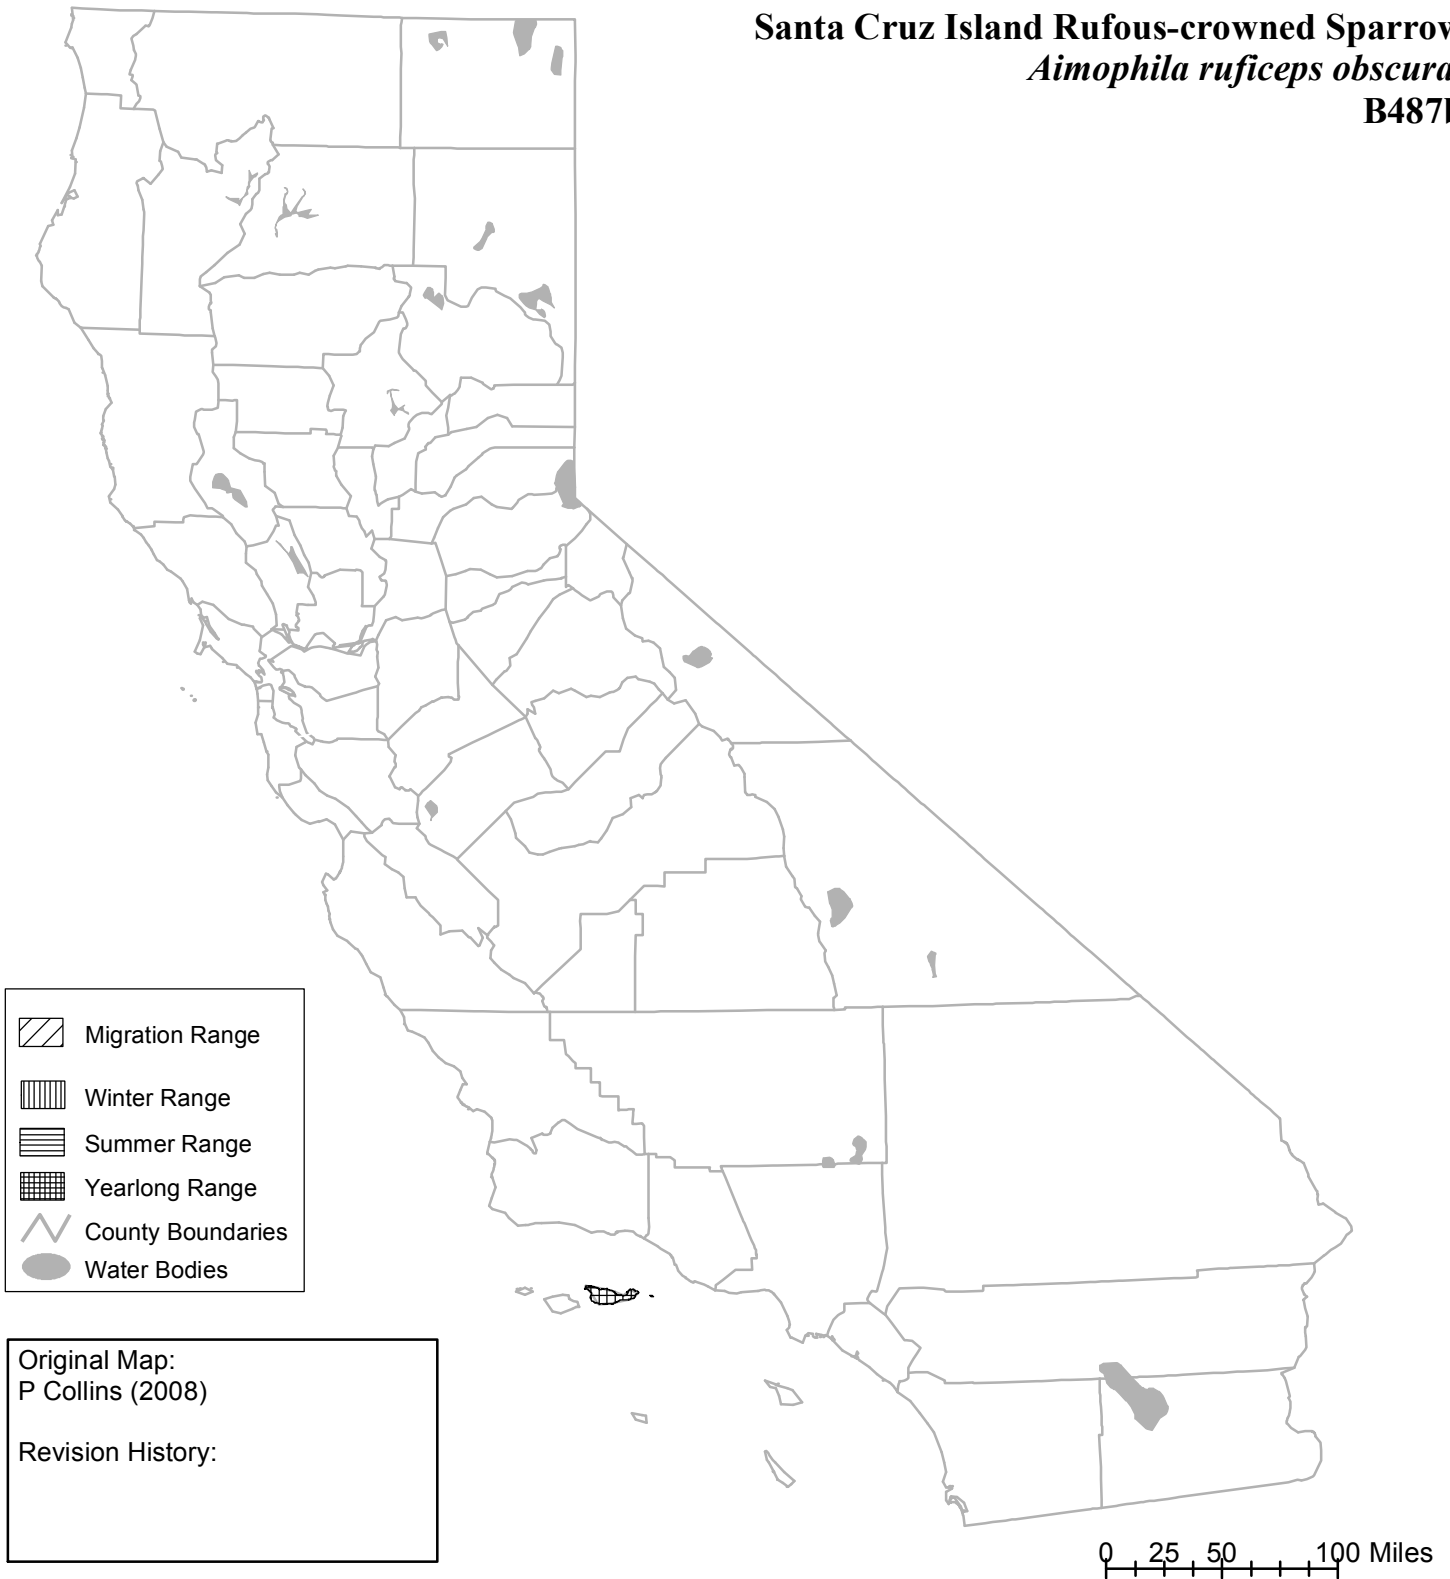 Santa Cruz Island Rufous-crowned Sparrow
Aimophila ruficeps obscura
B487b
Migration Range
Winter Range
Summer Range
Yearlong Range
County Boundaries
Water Bodies
Original Map:
P Collins (2008)
Revision History:
0 25 50 100 Miles